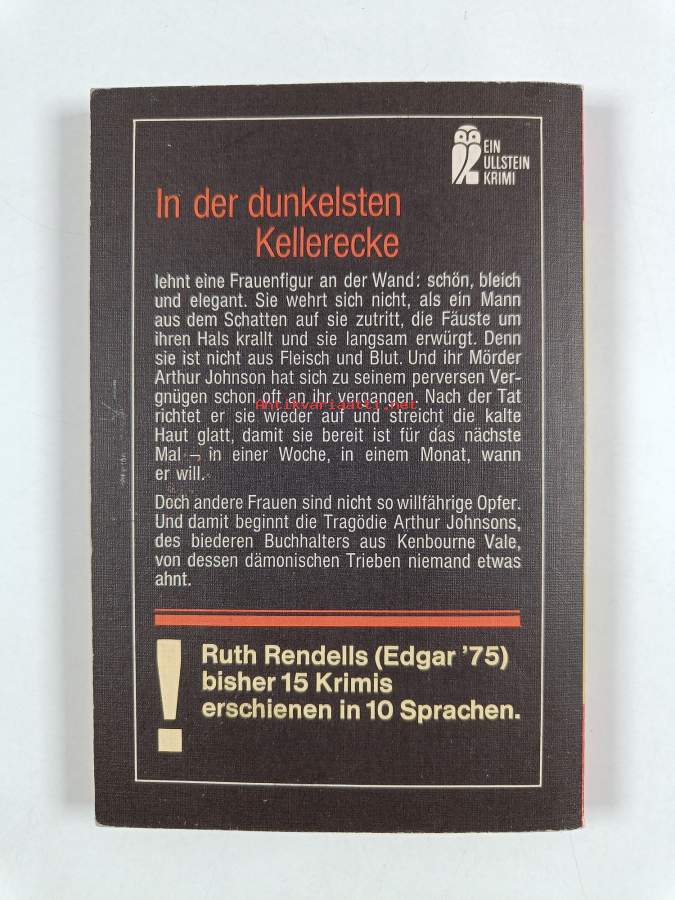 EIN
ULLSTEIN
KRIMI
In der dunkelsten
Kellerecke
lehnt eine Frauenfigur an der Wand: schön, bleich
und elegant. Sie wehrt sich nicht, als ein Mann
aus dem Schatten auf sie zutritt, die Fäuste um
ihren Hals krallt und sie langsam erwürgt. Denn
sie ist nicht aus Fleisch und Blut. Und ihr Mörder
Arthur Johnson hat sich zu seinem perversen Ver-
gnügen schon oft an ihr vergangen. Nach der Tat
Antikvariaatti.net
richtet er sie wieder auf und streicht die kalte
Haut glatt, damit sie bereit ist für das nächste
Mal – in einer Woche, in einem Monat, wann
er will.
Doch andere Frauen sind nicht so willfährige Opfer.
Und damit beginnt die Tragödie Arthur Johnsons,
des biederen Buchhalters aus Kenbourne Vale,
von dessen dämonischen Trieben niemand etwas
ahnt.
! Ruth Rendells (Edgar ’75)
bisher 15 Krimis
erschienen in 10 Sprachen.